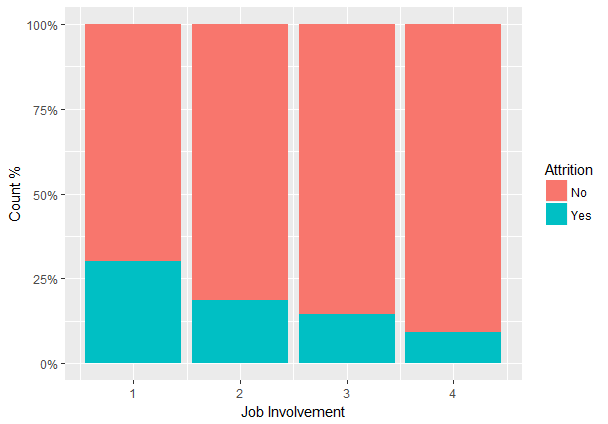 100%
75%
50%
25%
0%
Count %
1 2 3 4
Job Involvement
Attrition
No
Yes